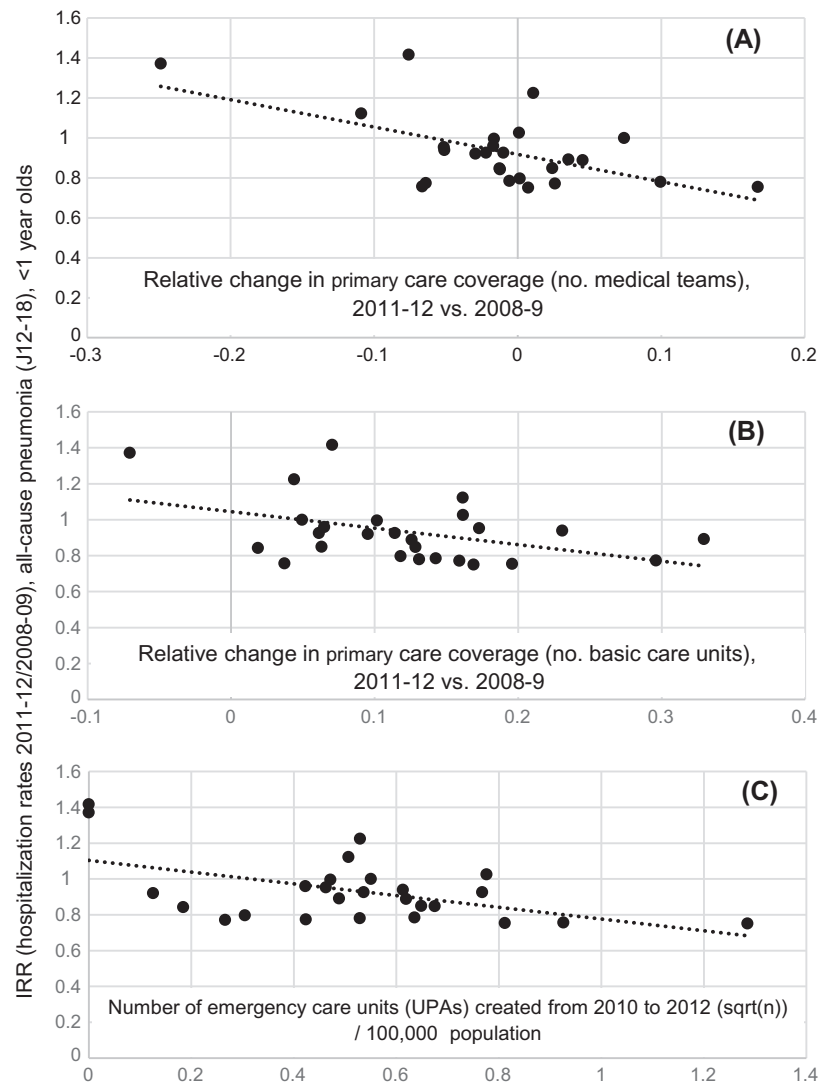 IRR (hospitalization rates 2011-12/2008-09), all-cause pneumonia (J12-18), <1 year olds
(A)
1.6
1.4
1.2
1
0.8
0.6
0.4
0.2
0
Relative change in primary care coverage (no. medical teams),
2011-12 vs. 2008-9
-0.3 -0.2 -0.1 0 0.1 0.2
(B)
1.6
1.4
1.2
1
0.8
0.6
0.4
0.2
0
Relative change in primary care coverage (no. basic care units),
2011-12 vs. 2008-9
-0.1 0 0.1 0.2 0.3 0.4
(C)
1.6
1.4
1.2
1
0.8
0.6
0.4
0.2
0
Number of emergency care units (UPAs) created from 2010 to 2012 (sqrt(n))
/ 100,000 population
0 0.2 0.4 0.6 0.8 1 1.2 1.4